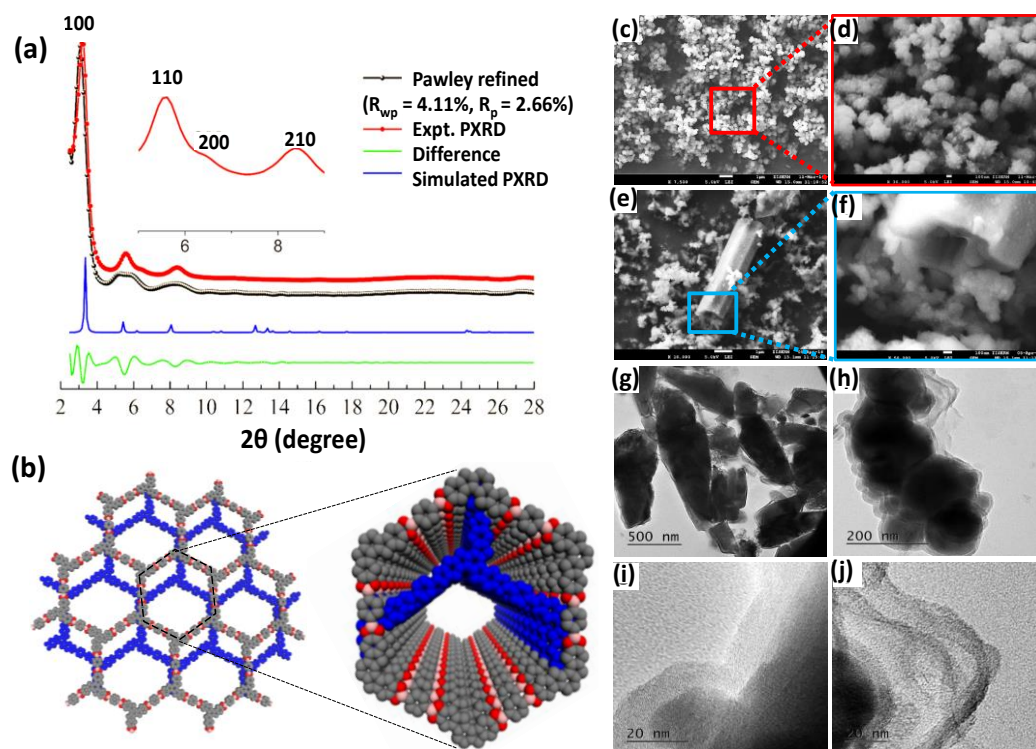 (a)
100
110
200
210
6
8
Pawley refined
(Rwp = 4.11%, Rp = 2.66%)
Expt. PXRD
Difference
Simulated PXRD
2 4 6 8 10 12 14 16 18 20 22 24 26 28
2θ (degree)
(b)
(c)
(d)
(e)
(f)
(g)
500 nm
(h)
200 nm
(i)
20 nm
(j)